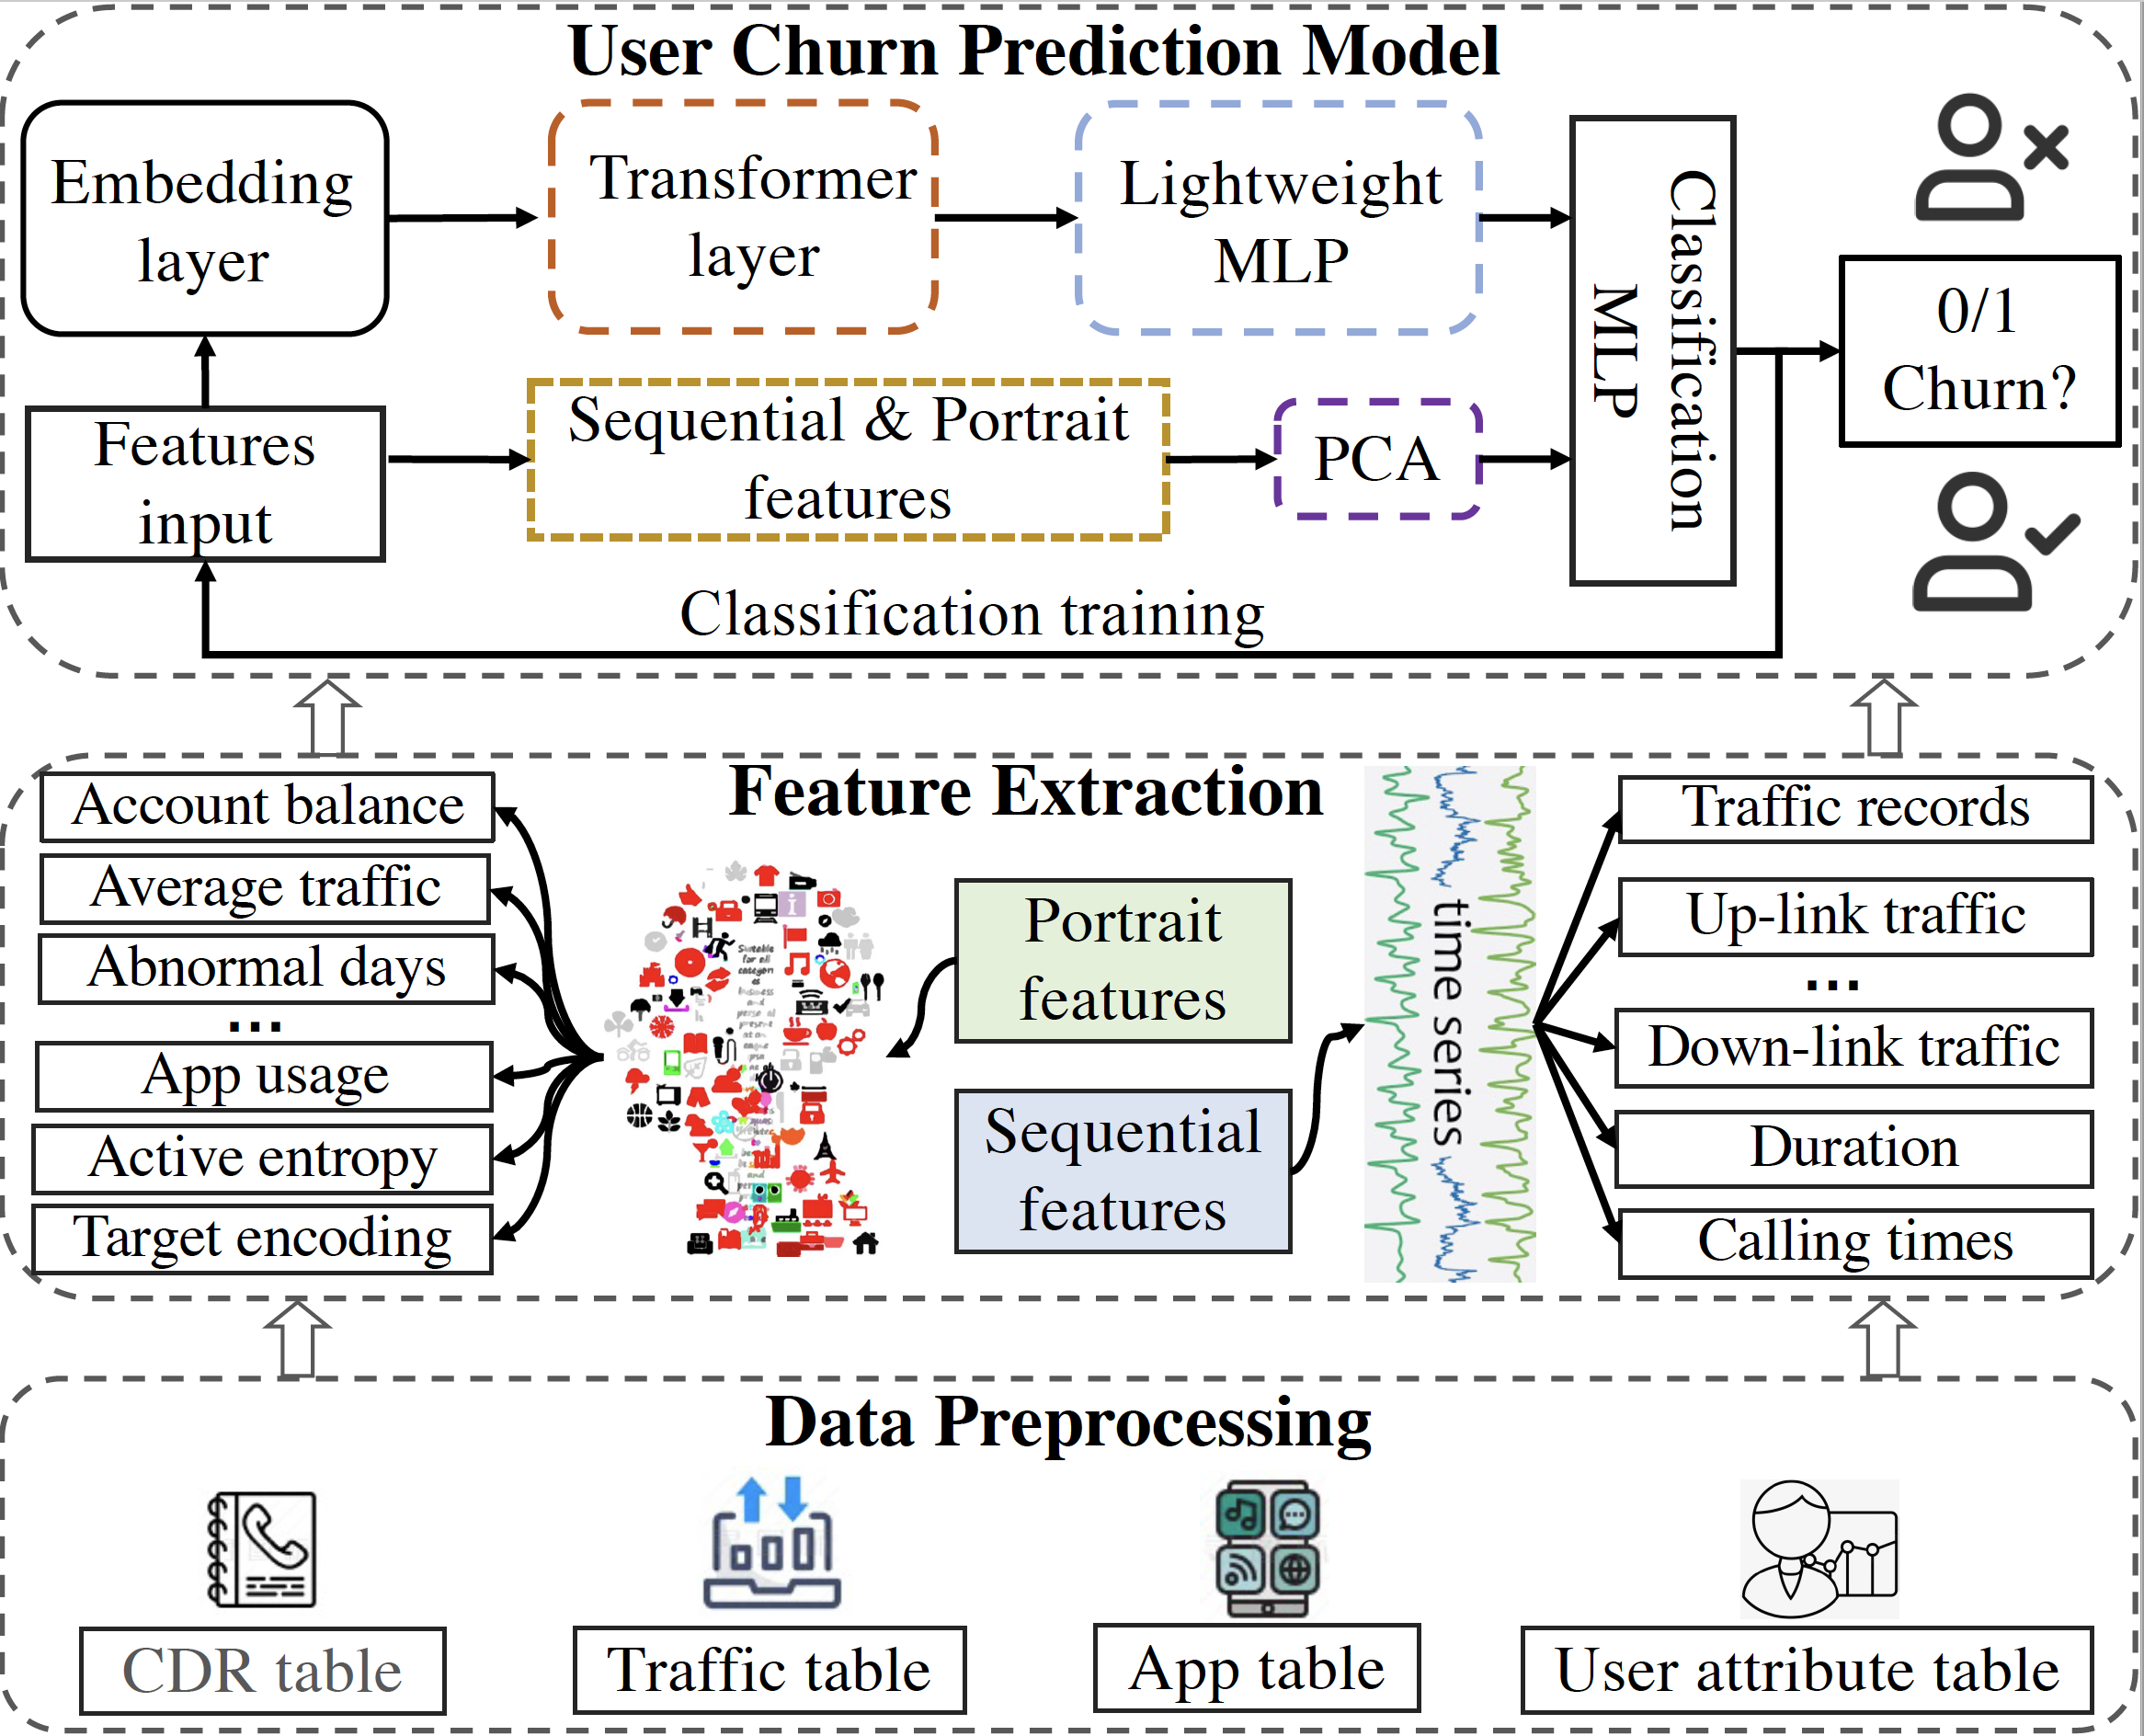 User Churn Prediction Model
Embedding
layer
Transformer
layer
Lightweight
MLP
Classification
MLP
0/1
Churn?
Features
input
Sequential & Portrait
features
PCA
Classification training
Feature Extraction
Account balance
Average traffic
Abnormal days
...
App usage
Active entropy
Target encoding
Portrait
features
Sequential
features
time series
Traffic records
Up-link traffic
...
Down-link traffic
Duration
Calling times
Data Preprocessing
CDR table
Traffic table
App table
User attribute table